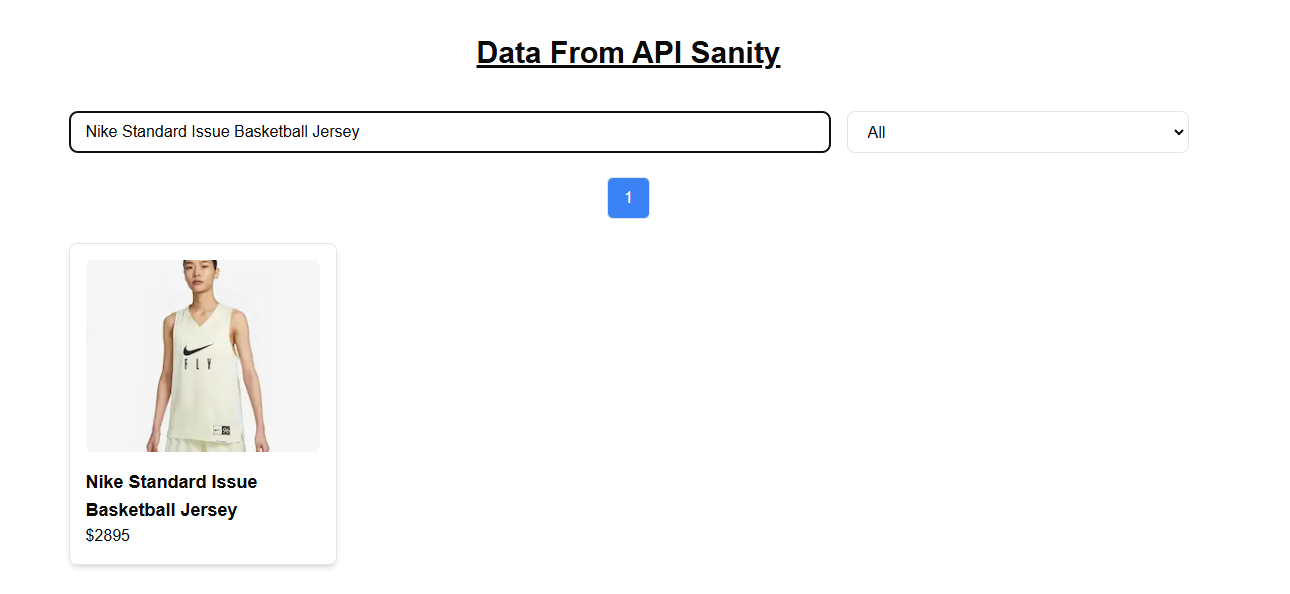 Data From API Sanity
Nike Standard Issue Basketball Jersey
All
1
FLY
Nike Standard Issue
Basketball Jersey
$2895